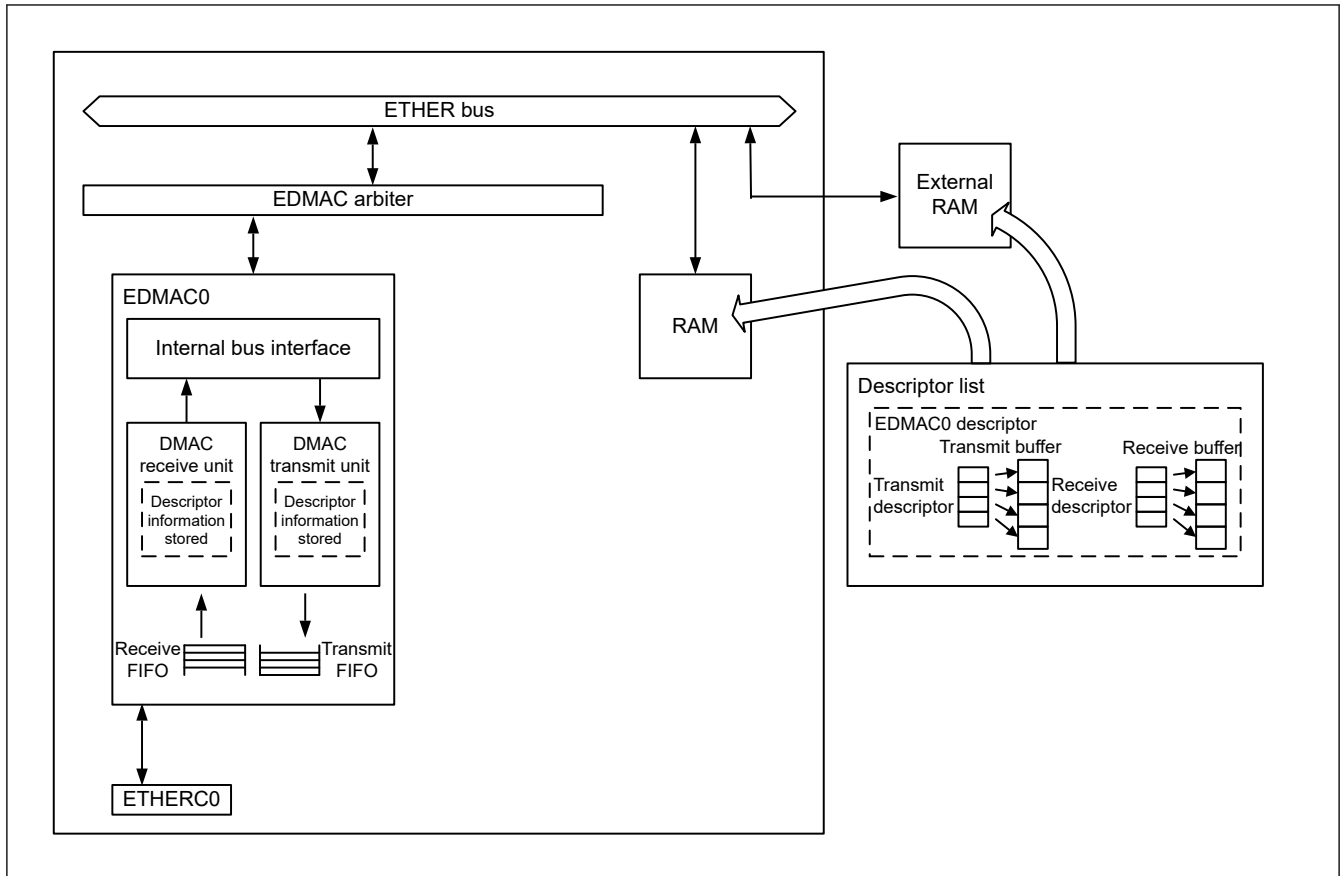 ETHER bus
EDMAC arbiter
External
RAM
EDMAC0
Internal bus interface
RAM
DMAC
receive unit
Descriptor
information
stored
DMAC
transmit unit
Descriptor
information
stored
Receive
FIFO
Transmit
FIFO
ETHERC0
Descriptor list
EDMAC0 descriptor
Transmit buffer
Receive buffer
Transmit
descriptor
Receive
descriptor